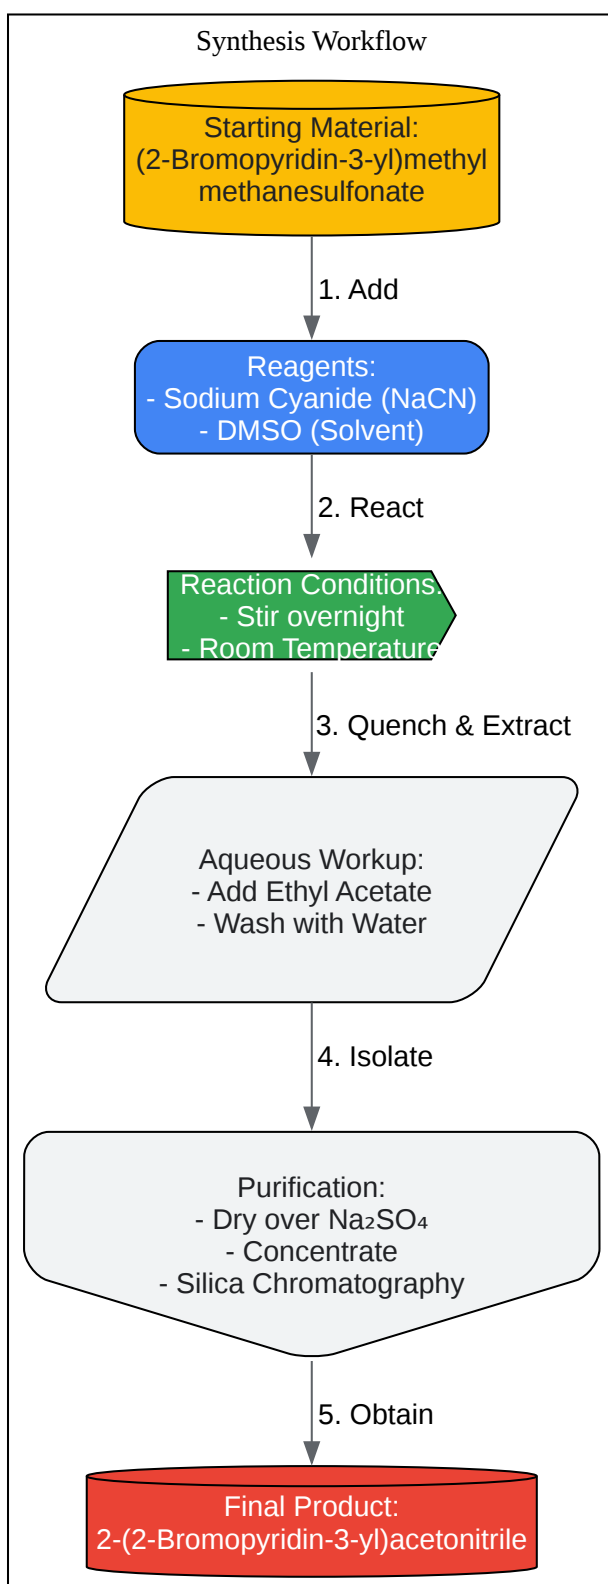 Synthesis Workflow
Starting Material:
(2-Bromopyridin-3-yl)methyl
methanesulfonate
1. Add
Reagents:
- Sodium Cyanide (NaCN)
- DMSO (Solvent)
2. React
Reaction Conditions:
- Stir overnight
- Room Temperature
3. Quench & Extract
Aqueous Workup:
- Add Ethyl Acetate
- Wash with Water
4. Isolate
Purification:
- Dry over Na₂SO₄
- Concentrate
- Silica Chromatography
5. Obtain
Final Product:
2-(2-Bromopyridin-3-yl)acetonitrile